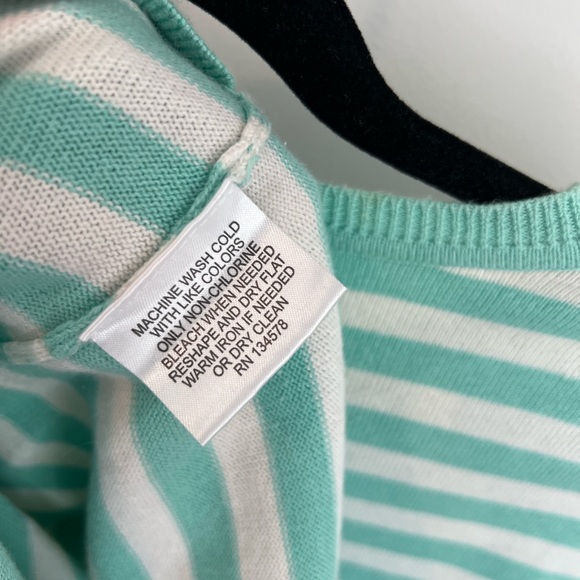 MACHINE WASH COLD
WITH LIKE COLORS
ONLY NON-CHLORINE
BLEACH WHEN NEEDED
RESHAPE AND DRY FLAT
WARM IRON IF NEEDED
OR DRY CLEAN
RN 134578